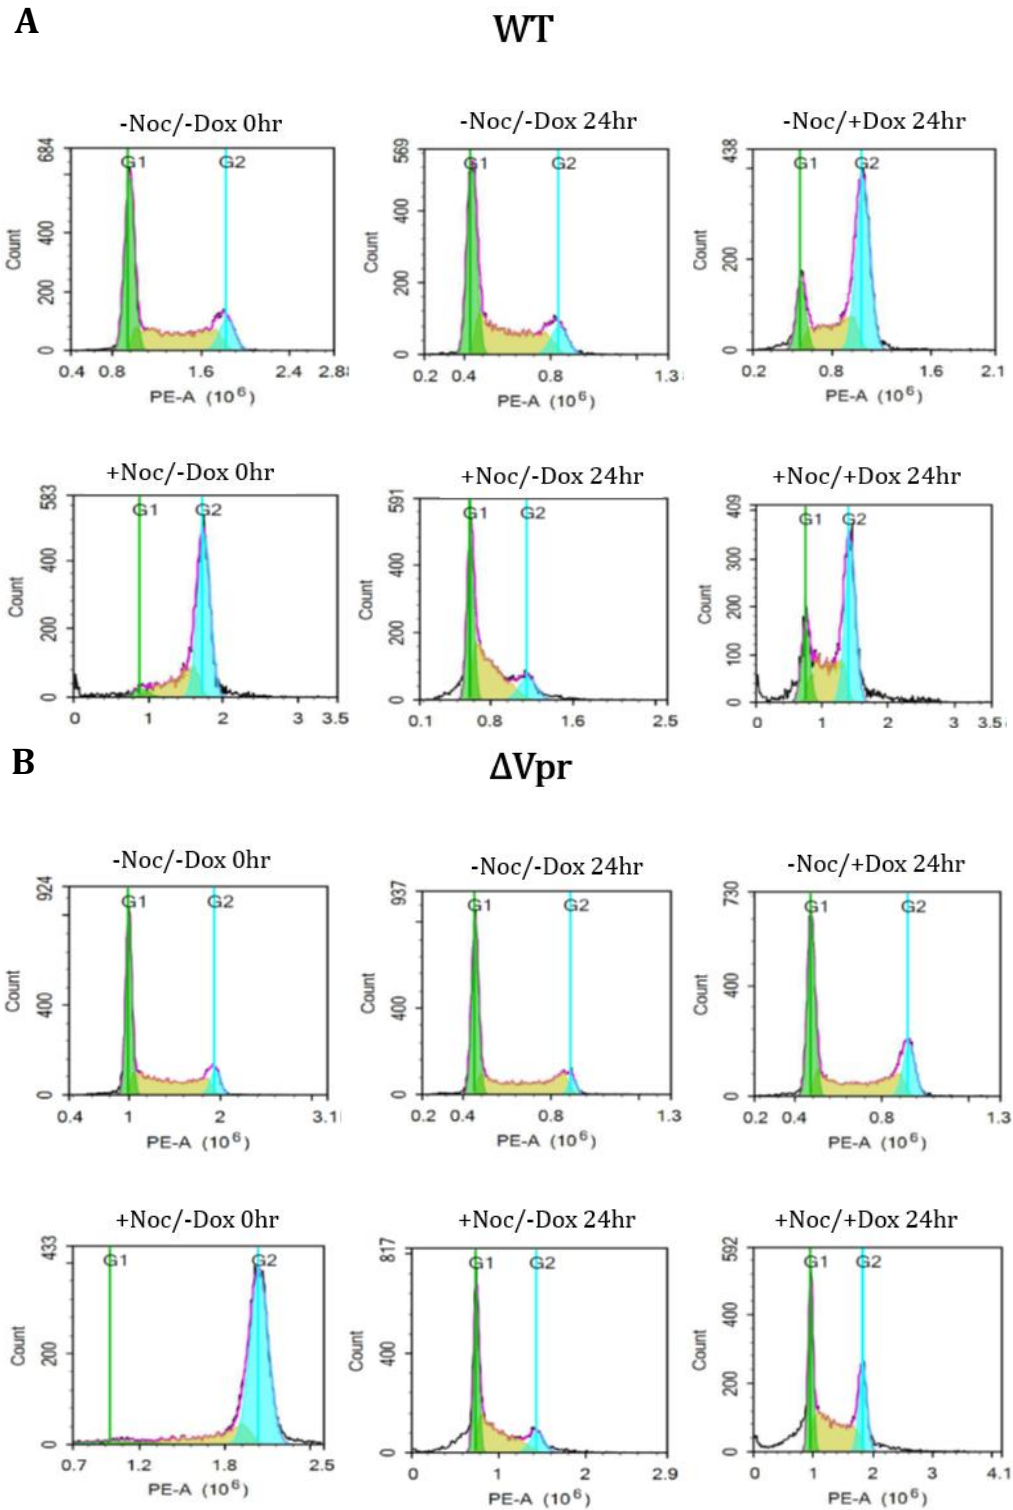 A
WT
-Noc/-Dox 0hr
684
400
200
0
Count
G1 G2
0.4 0.8 1.6 2.4 2.8
PE-A (10⁶)
-Noc/-Dox 24hr
569
400
200
0
Count
G1 G2
0.2 0.4 0.8 1.3
PE-A (10⁶)
-Noc/+Dox 24hr
438
200
0
Count
G1 G2
0.2 0.8 1.6 2.1
PE-A (10⁶)
+Noc/-Dox 0hr
583
400
200
0
Count
G1 G2
0 1 2 3 3.5
+Noc/-Dox 24hr
591
400
200
0
Count
G1 G2
0.1 0.8 1.6 2.5
+Noc/+Dox 24hr
409
300
200
100
0
Count
G1 G2
0 1 2 3 3.5
B
ΔVpr
-Noc/-Dox 0hr
924
400
0
Count
G1 G2
0.4 1 2 3.1
PE-A (10⁶)
-Noc/-Dox 24hr
937
400
0
Count
G1 G2
0.2 0.4 0.8 1.3
PE-A (10⁶)
-Noc/+Dox 24hr
730
400
0
Count
G1 G2
0.2 0.4 0.8 1.3
PE-A (10⁶)
+Noc/-Dox 0hr
433
200
0
Count
G1 G2
0.7 1.2 1.8 2.5
PE-A (10⁶)
+Noc/-Dox 24hr
817
400
0
Count
G1 G2
0 1 2 2.9
PE-A (10⁶)
+Noc/+Dox 24hr
592
400
200
0
Count
G1 G2
0 1 2 3 4.1
PE-A (10⁶)